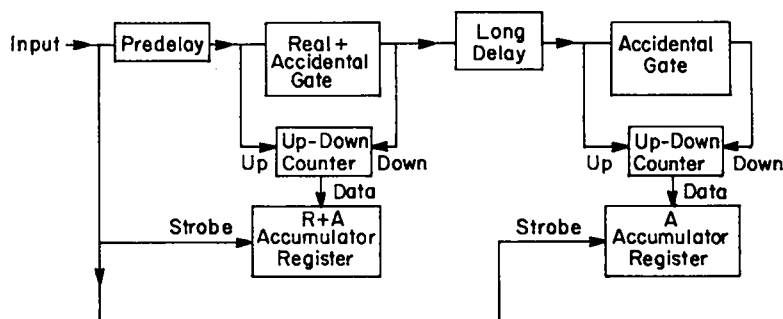 Input
Predelay
Real +
Accidental
Gate
Long
Delay
Accidental
Gate
Up
Up-Down
Counter
Down
Up
Up-Down
Counter
Down
Data
Data
Strobe
R+A
Accumulator
Register
Strobe
A
Accumulator
Register